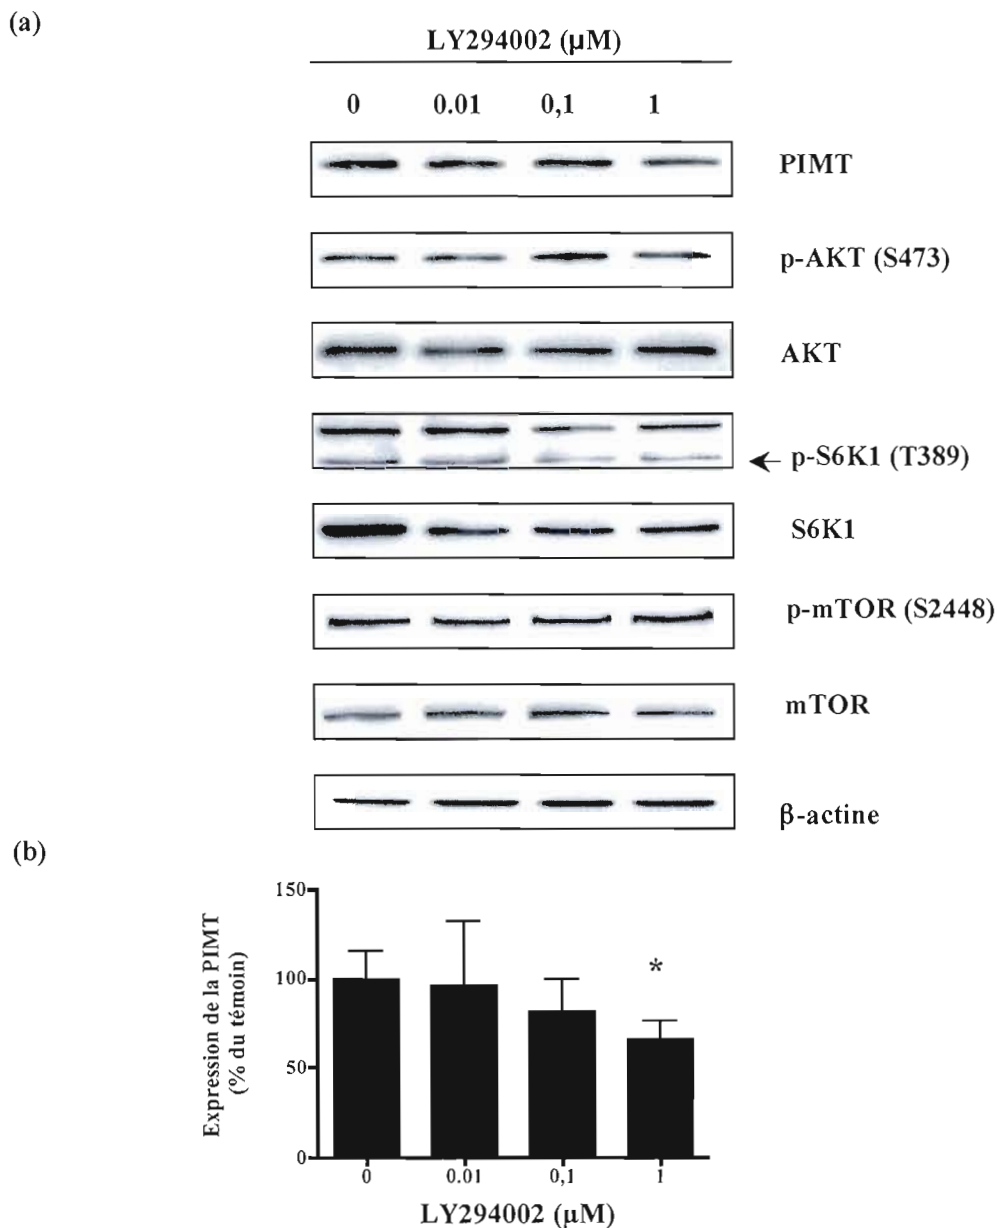 (a)
LY294002 (µM)
0 0.01 0,1 1
PIMT
p-AKT (S473)
AKT
p-S6K1 (T389)
S6K1
p-mTOR (S2448)
mTOR
β-actine
(b)
150
100
50
0
Expression de la PIMT
(% du témoin)
*
0 0.01 0,1 1
LY294002 (µM)